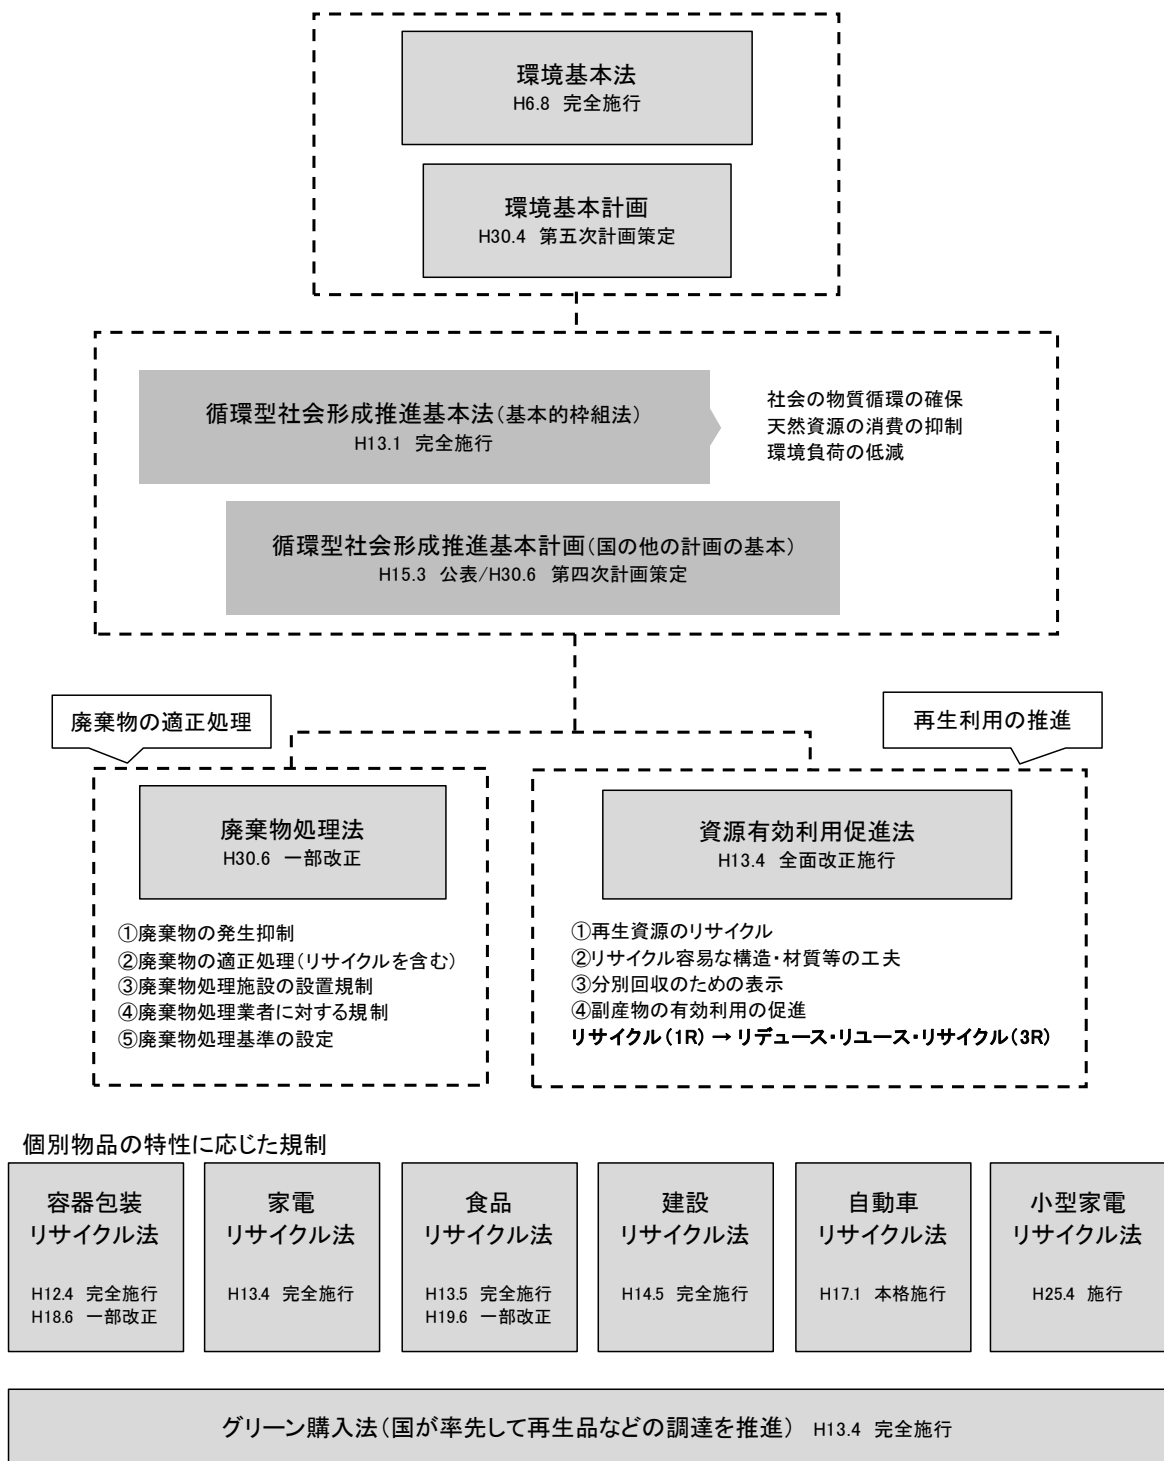 環境基本法
H6.8 完全施行
環境基本計画
H30.4 第五次計画策定
循環型社会形成推進基本法(基本的枠組法)
H13.1 完全施行
社会の物質循環の確保
天然資源の消費の抑制
環境負荷の低減
循環型社会形成推進基本計画(国の他の計画の基本)
H15.3 公表/H30.6 第四次計画策定
廃棄物の適正処理
再生利用の推進
廃棄物処理法
H30.6 一部改正
①廃棄物の発生抑制
②廃棄物の適正処理(リサイクルを含む)
③廃棄物処理施設の設置規制
④廃棄物処理業者に対する規制
⑤廃棄物処理基準の設定
資源有効利用促進法
H13.4 全面改正施行
①再生資源のリサイクル
②リサイクル容易な構造・材質等の工夫
③分別回収のための表示
④副産物の有効利用の促進
リサイクル(1R) → リデュース・リユース・リサイクル(3R)
個別物品の特性に応じた規制
容器包装
リサイクル法
H12.4 完全施行
H18.6 一部改正
家電
リサイクル法
H13.4 完全施行
食品
リサイクル法
H13.5 完全施行
H19.6 一部改正
建設
リサイクル法
H14.5 完全施行
自動車
リサイクル法
H17.1 本格施行
小型家電
リサイクル法
H25.4 施行
グリーン購入法(国が率先して再生品などの調達を推進) H13.4 完全施行